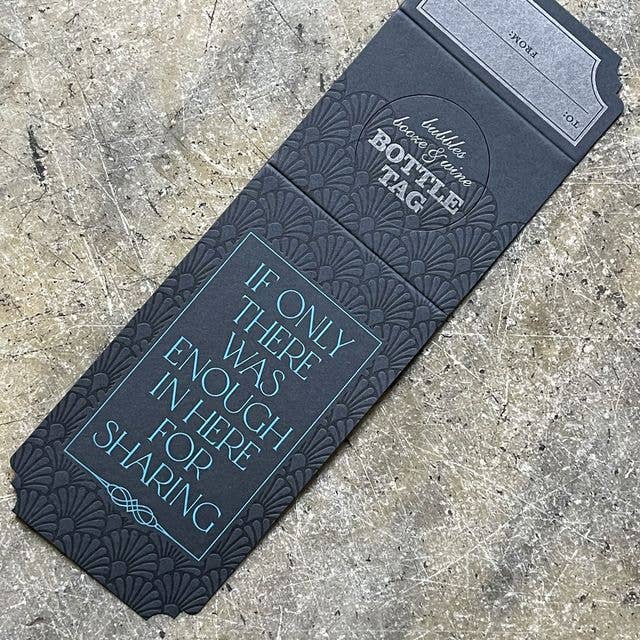 TO:
FROM:
bubbles
booze & wine
BOTTLE
TAG
IF ONLY
THERE
WAS
ENOUGH
IN HERE
FOR
SHARING